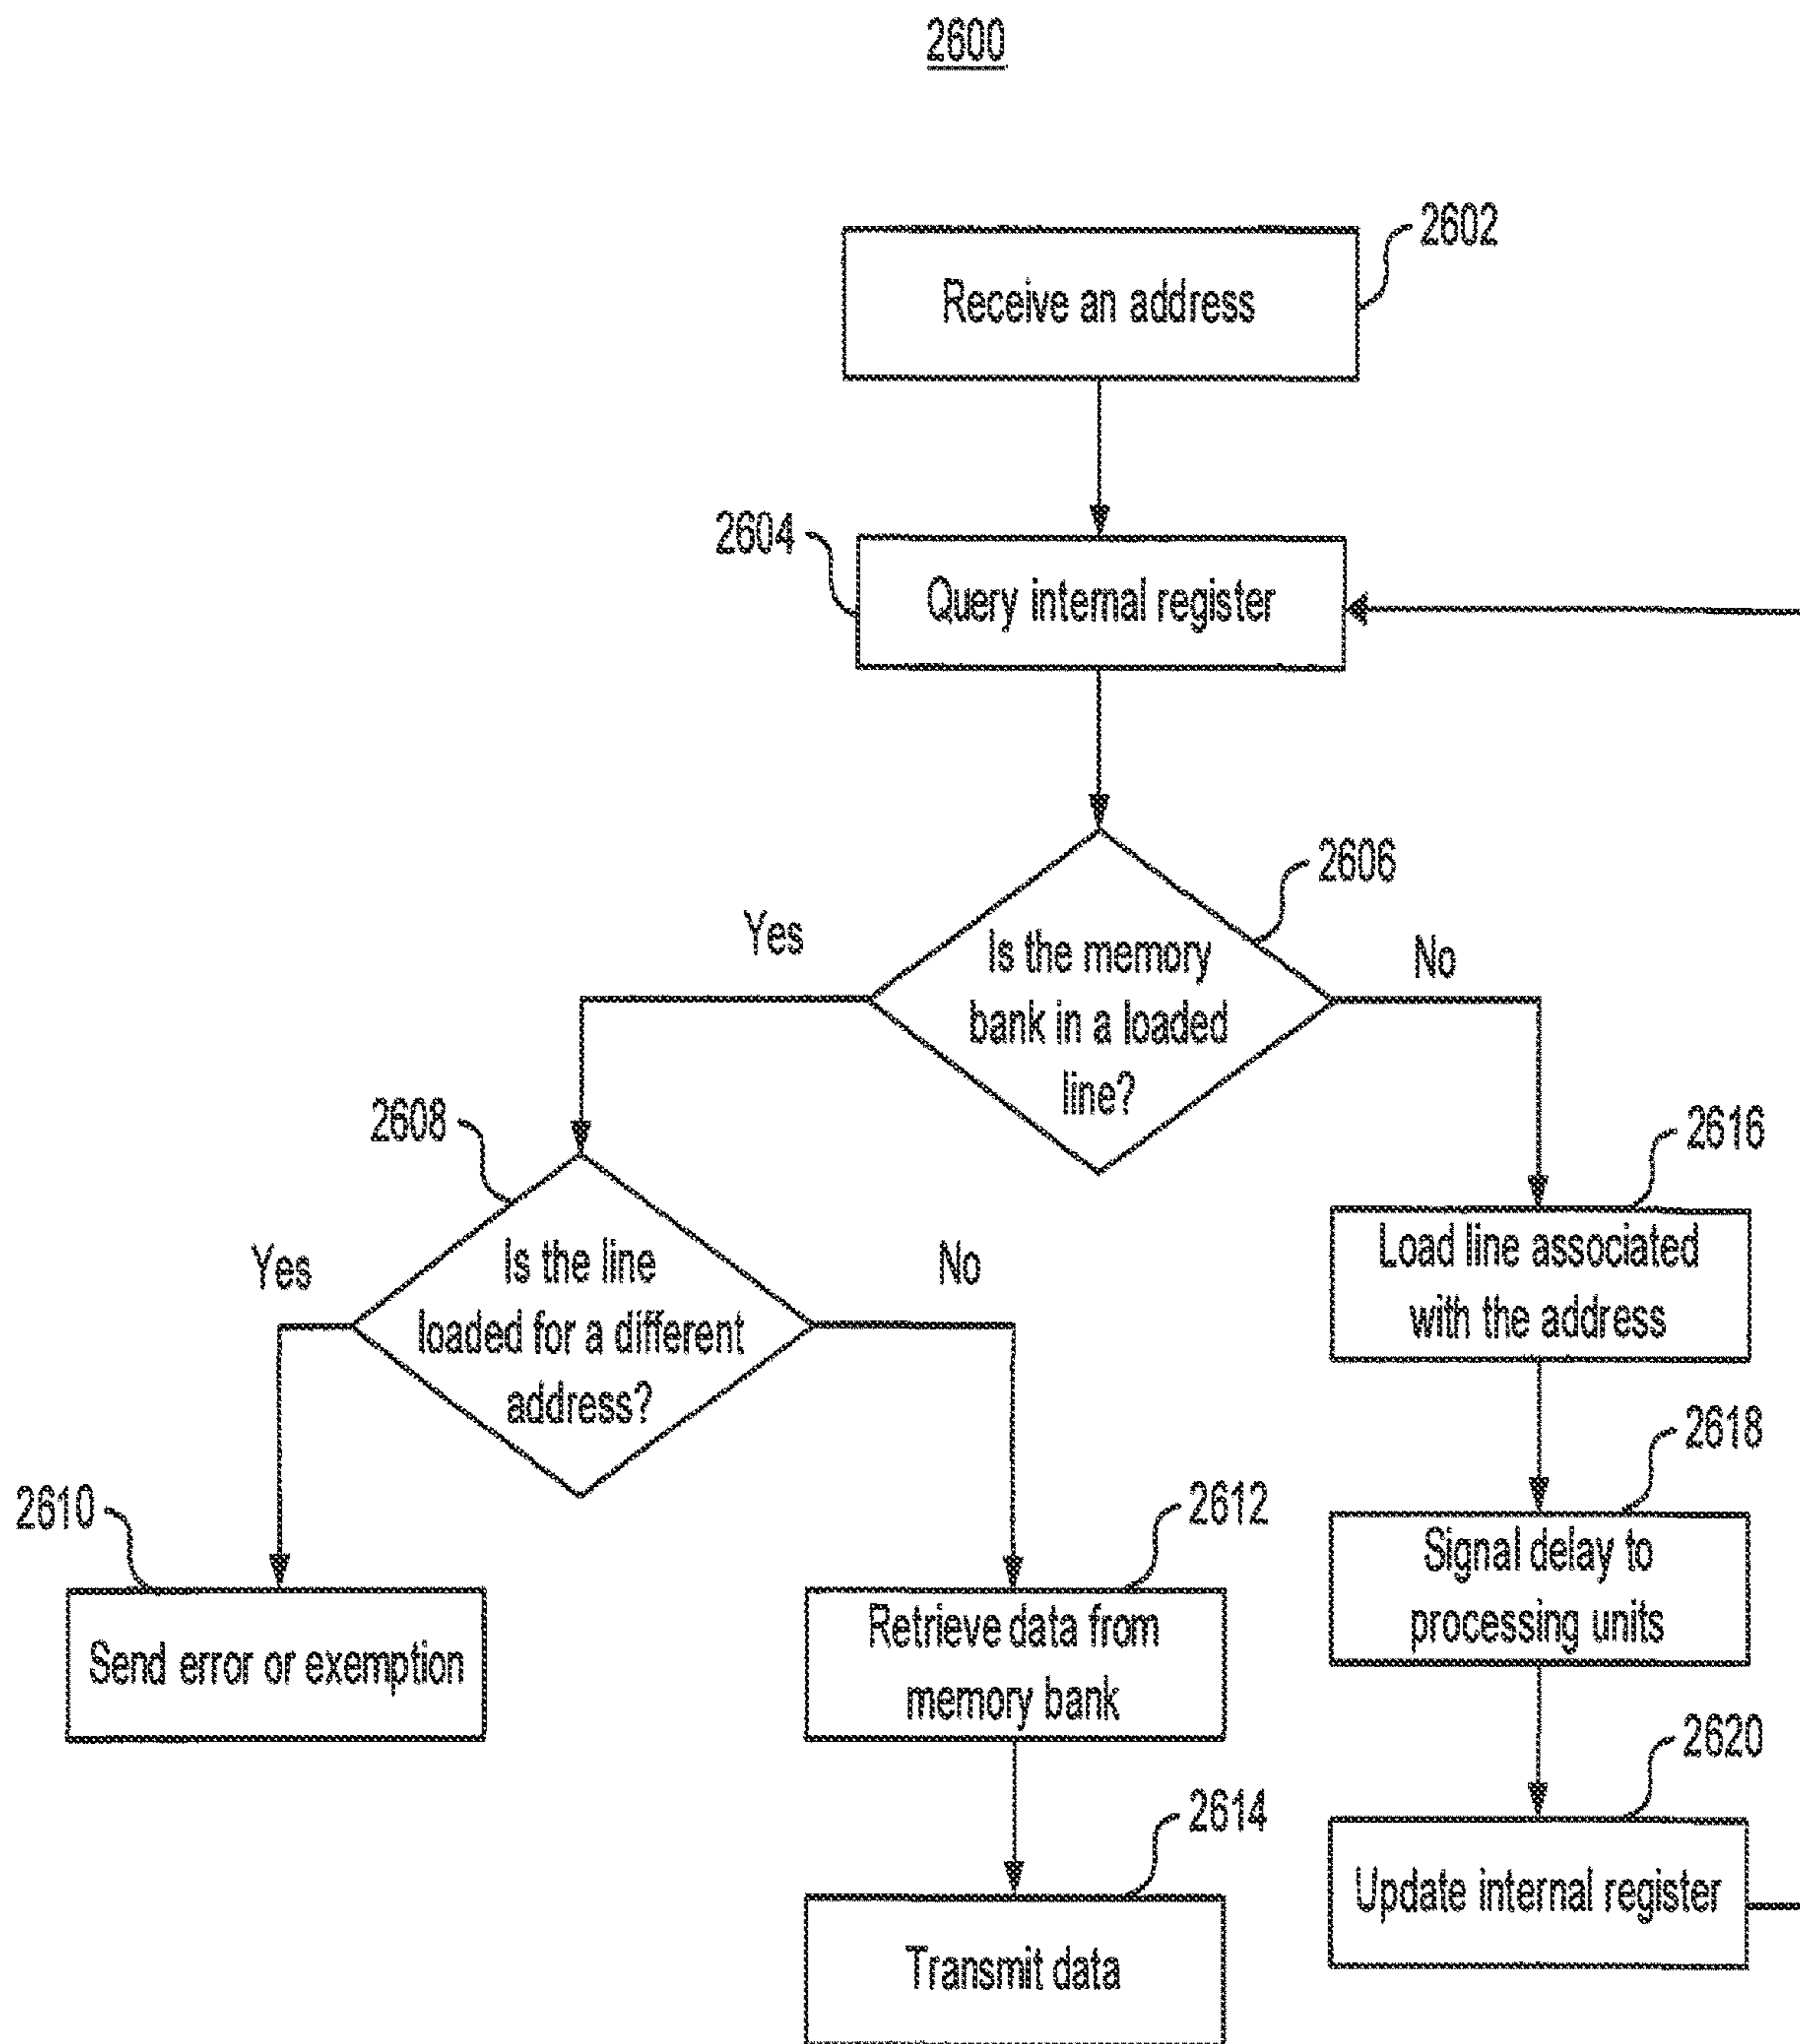 2600
2602
Receive an address
2604
Query internal register
2606
Yes
No
Is the memory
bank in a loaded
line?
2608
2616
Yes
No
Is the line
loaded for a different
address?
Load line associated
with the address
2618
2610
2612
Signal delay to
processing units
Send error or exemption
Retrieve data from
memory bank
2620
2614
Update internal register
Transmit data